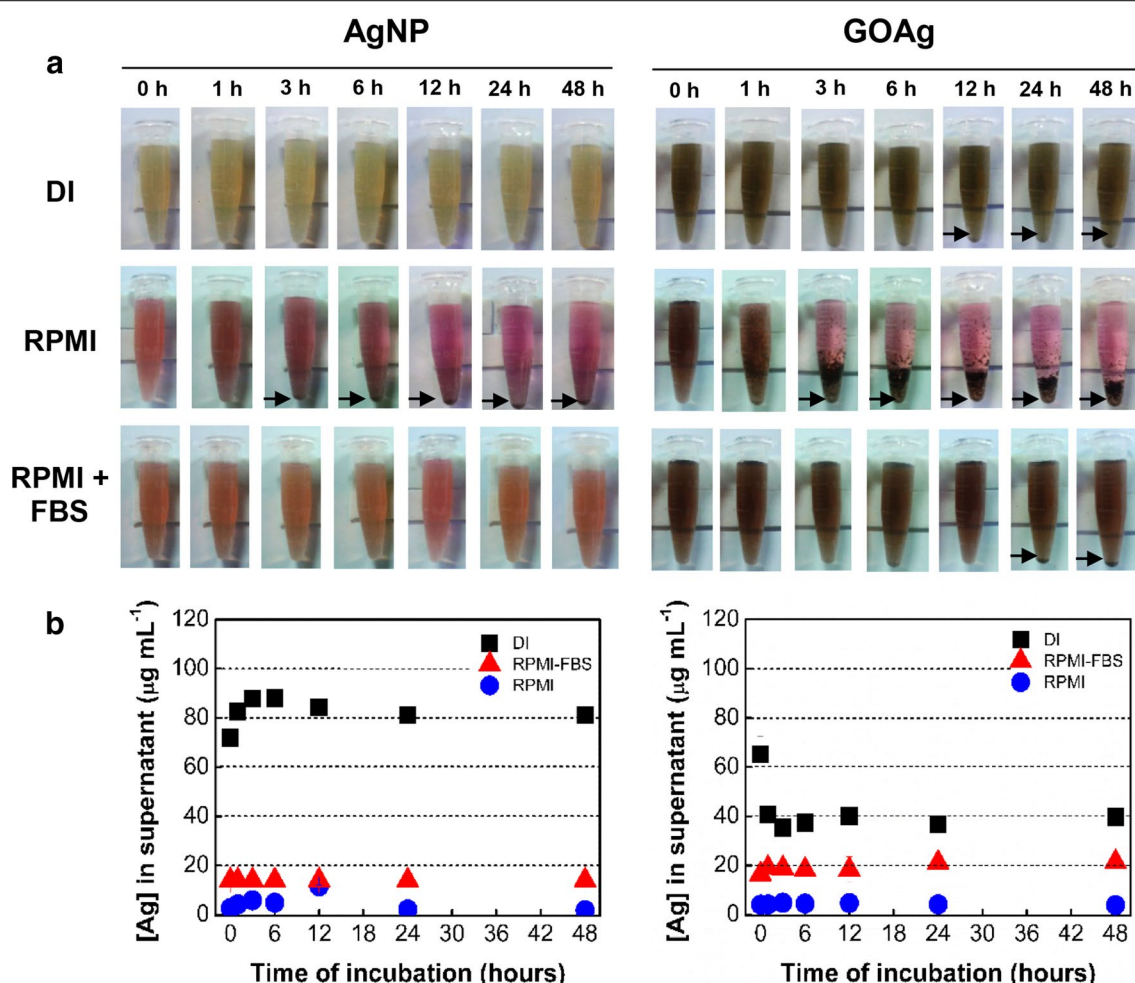 AgNP
GOAg
a
0 h 1 h 3 h 6 h 12 h 24 h 48 h
0 h 1 h 3 h 6 h 12 h 24 h 48 h
DI
RPMI
RPMI +
FBS
b
[Ag] in supernatant (μg mL⁻¹)
120
100
80
60
40
20
0
DI
RPMI-FBS
RPMI
0 6 12 18 24 30 36 42 48
Time of incubation (hours)
[Ag] in supernatant (μg mL⁻¹)
120
100
80
60
40
20
0
DI
RPMI-FBS
RPMI
0 6 12 18 24 30 36 42 48
Time of incubation (hours)